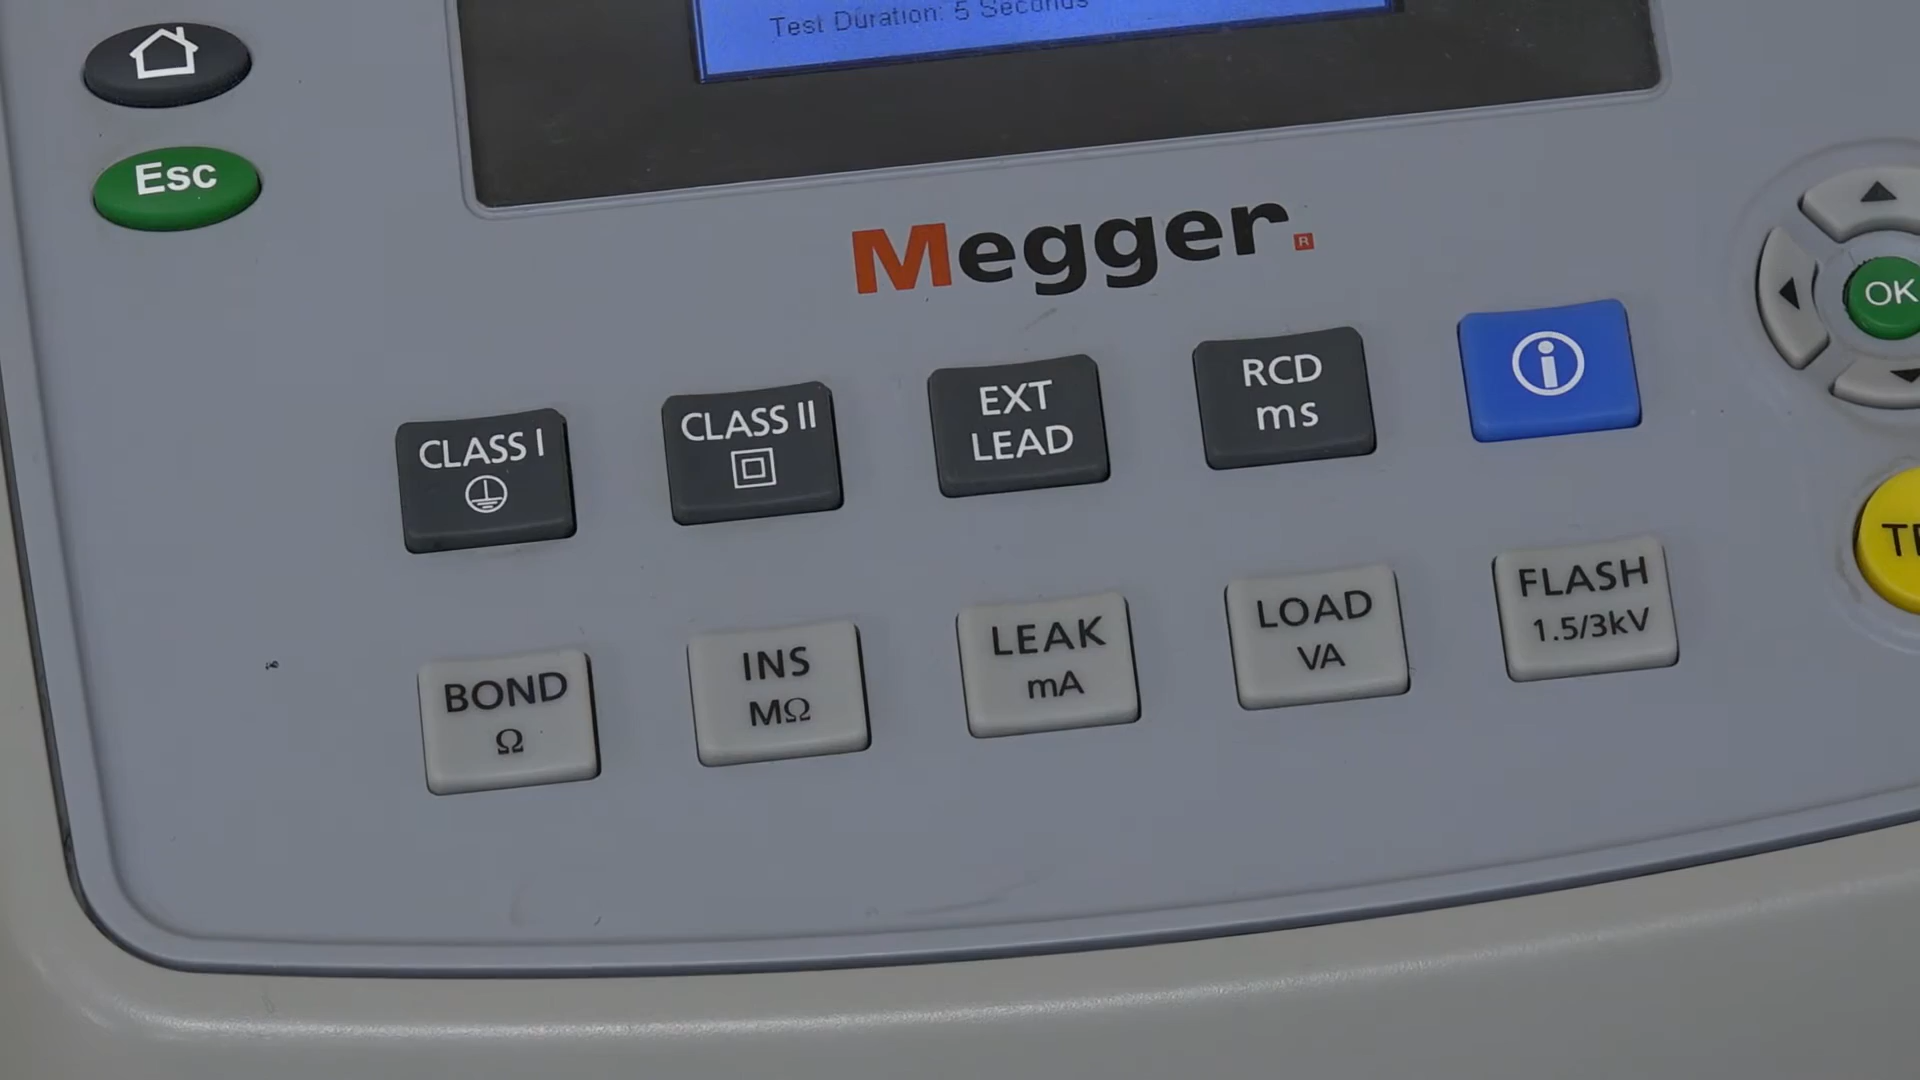 Test Duration: 5 Seconds
Esc
Megger.
R
OK
CLASS I
CLASS II
EXT
LEAD
RCD
ms
i
BOND
Ω
INS
MΩ
LEAK
mA
LOAD
VA
FLASH
1.5/3kV